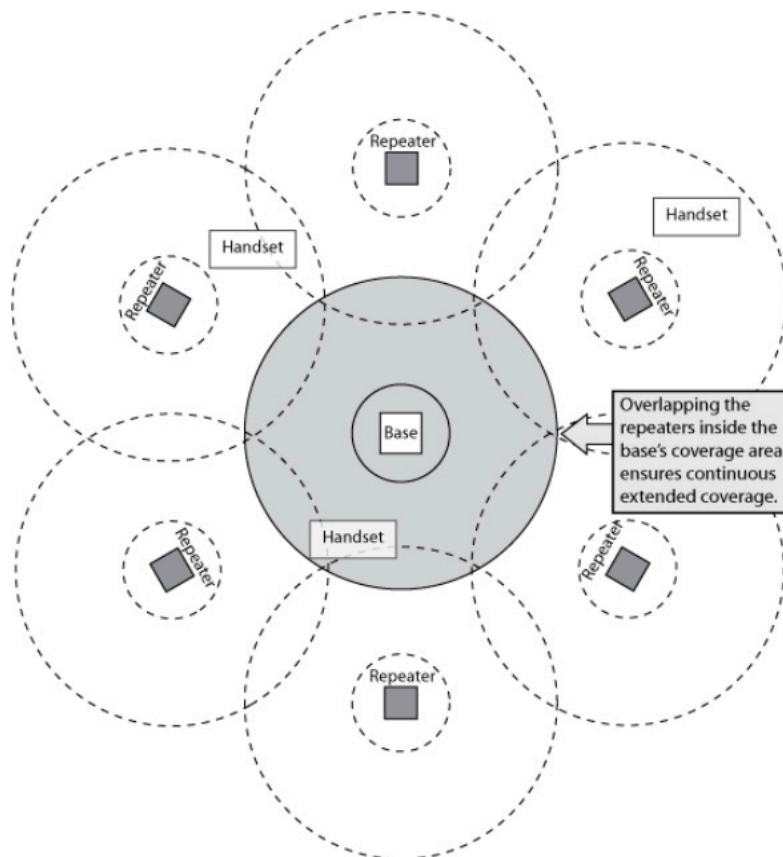 Repeater
Handset
Handset
Repeater
Repeater
Base
Overlapping the
repeaters inside the
base's coverage area
ensures continuous
extended coverage.
Handset
Repeater
Repeater
Repeater